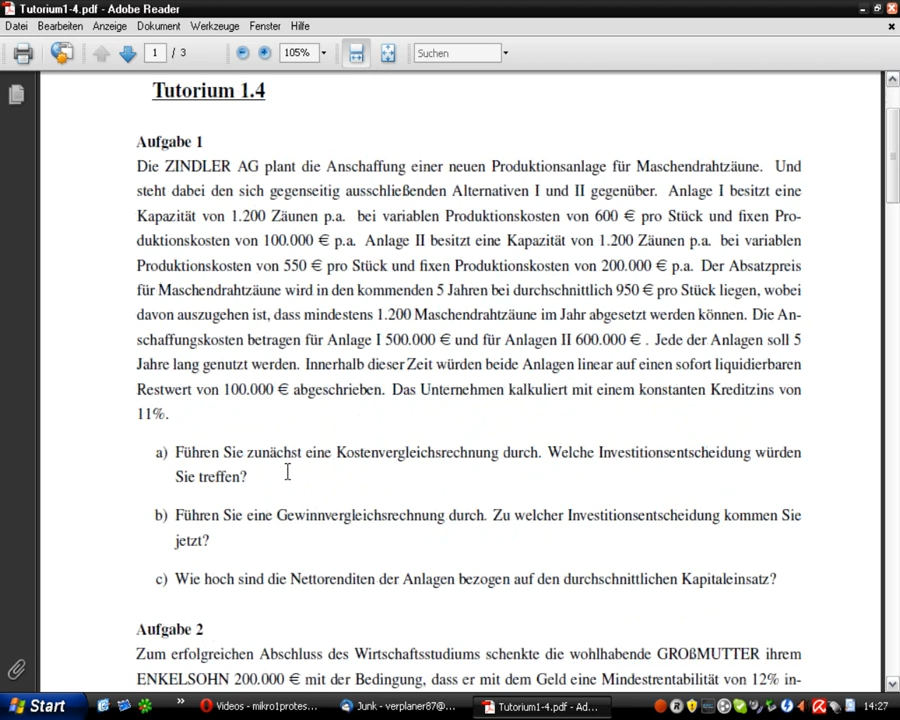 Tutorium1-4.pdf - Adobe Reader
Datei Bearbeiten Anzeige Dokument Werkzeuge Fenster Hilfe
1 / 3 105% Suchen
Tutorium 1.4
Aufgabe 1
Die ZINDLER AG plant die Anschaffung einer neuen Produktionsanlage für Maschendrahtzäune. Und
steht dabei den sich gegenseitig ausschließenden Alternativen I und II gegenüber. Anlage I besitzt eine
Kapazität von 1.200 Zäunen p.a. bei variablen Produktionskosten von 600 € pro Stück und fixen Pro-
duktionskosten von 100.000 € p.a. Anlage II besitzt eine Kapazität von 1.200 Zäunen p.a. bei variablen
Produktionskosten von 550 € pro Stück und fixen Produktionskosten von 200.000 € p.a. Der Absatzpreis
für Maschendrahtzäune wird in den kommenden 5 Jahren bei durchschnittlich 950 € pro Stück liegen, wobei
davon auszugehen ist, dass mindestens 1.200 Maschendrahtzäune im Jahr abgesetzt werden können. Die An-
schaffungskosten betragen für Anlage I 500.000 € und für Anlagen II 600.000 € . Jede der Anlagen soll 5
Jahre lang genutzt werden. Innerhalb dieser Zeit würden beide Anlagen linear auf einen sofort liquidierbaren
Restwert von 100.000 € abgeschrieben. Das Unternehmen kalkuliert mit einem konstanten Kreditzins von
11%.
a) Führen Sie zunächst eine Kostenvergleichsrechnung durch. Welche Investitionsentscheidung würden
Sie treffen?
b) Führen Sie eine Gewinnvergleichsrechnung durch. Zu welcher Investitionsentscheidung kommen Sie
jetzt?
c) Wie hoch sind die Nettorenditen der Anlagen bezogen auf den durchschnittlichen Kapitaleinsatz?
Aufgabe 2
Zum erfolgreichen Abschluss des Wirtschaftsstudiums schenkte die wohlhabende GROßMUTTER ihrem
ENKELSOHN 200.000 € mit der Bedingung, dass er mit dem Geld eine Mindestrentabilität von 12% in-
Start » Videos - mikro1protes... Junk - verplaner87@... Tutorium1-4.pdf - Ad... 14:27